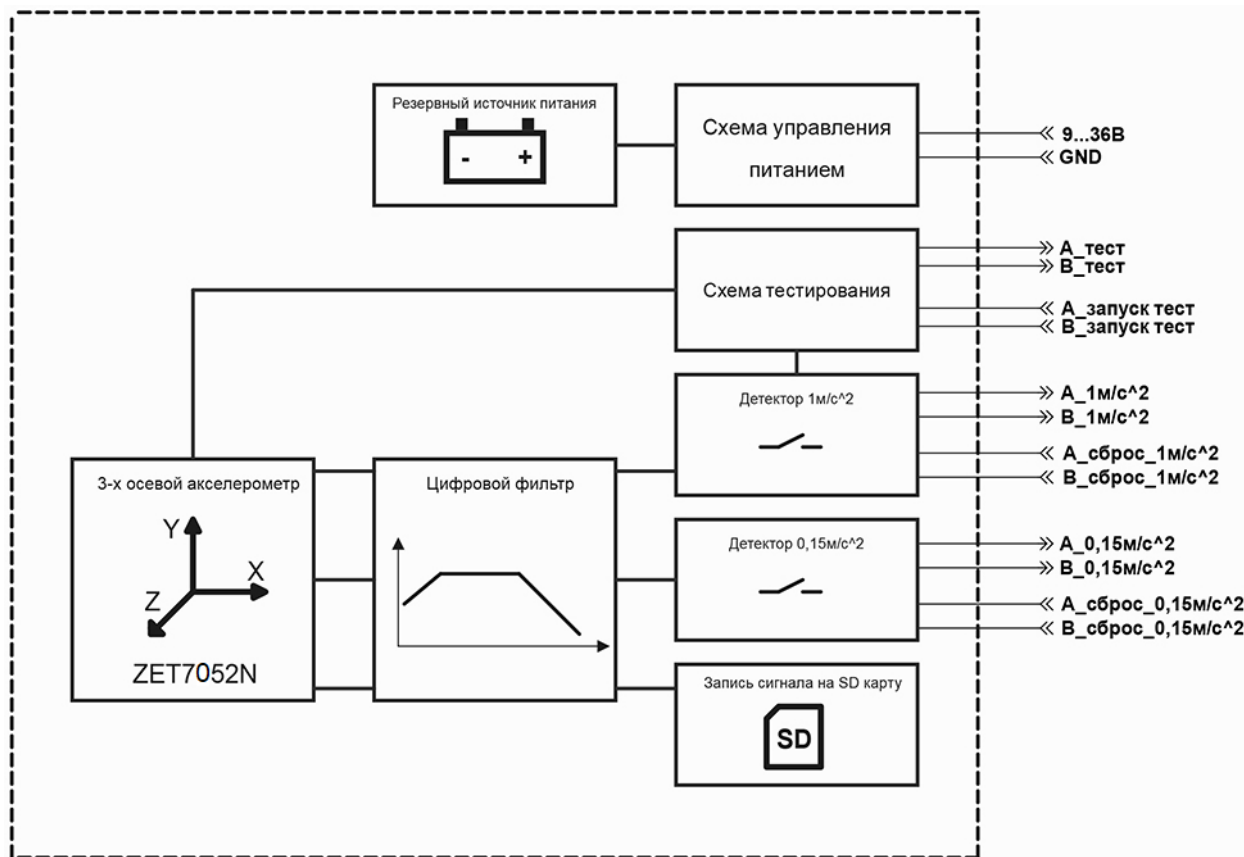 Резервный источник питания
- +
Схема управления
питанием
9...36В
GND
Схема тестирования
А_тест
В_тест
А_запуск тест
В_запуск тест
Детектор 1м/с^2
А_1м/с^2
В_1м/с^2
А_сброс_1м/с^2
В_сброс_1м/с^2
3-х осевой акселерометр
Y
X
Z
ZET7052N
Цифровой фильтр
Детектор 0,15м/с^2
А_0,15м/с^2
В_0,15м/с^2
А_сброс_0,15м/с^2
В_сброс_0,15м/с^2
Запись сигнала на SD карту
SD